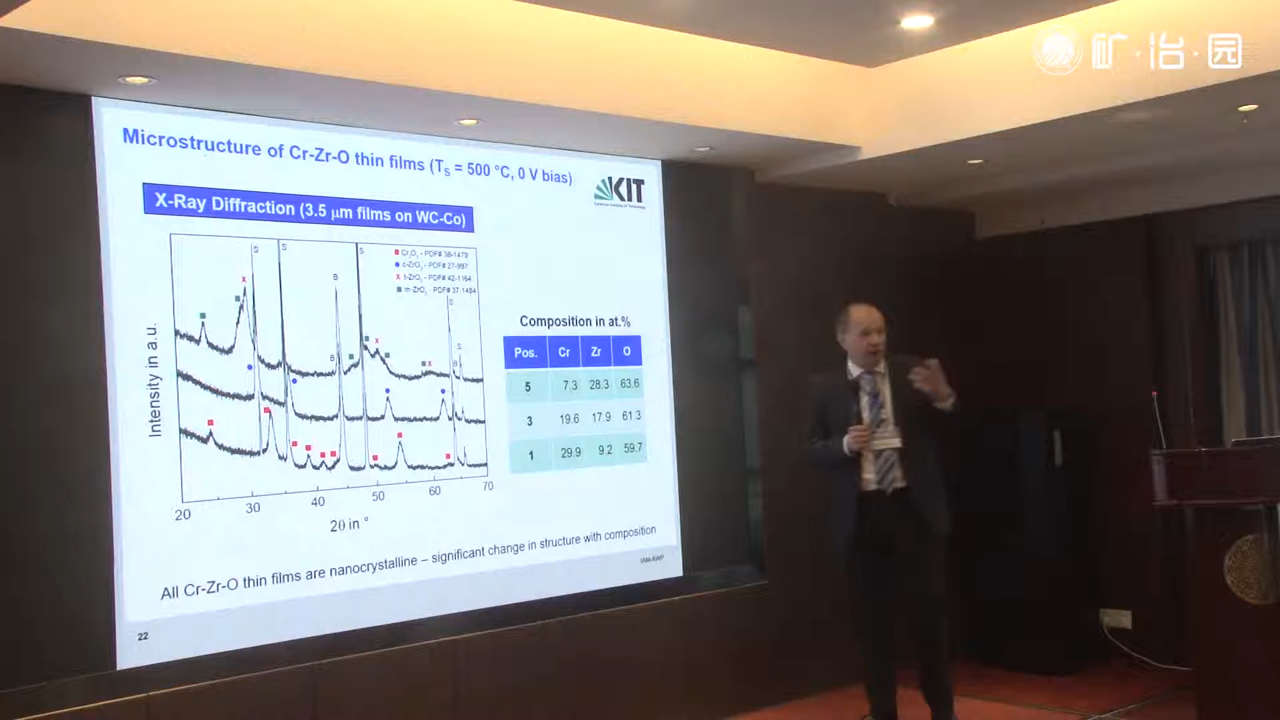 矿·冶·园
Microstructure of Cr-Zr-O thin films (TS = 500 °C, 0 V bias)
KIT
X-Ray Diffraction (3.5 μm films on WC-Co)
Cr2O3 - PDF# 38-1479
c-ZrO2 - PDF# 27-997
t-ZrO2 - PDF# 42-1164
m-ZrO2 - PDF# 37-1484
S
S
S
S
S
B
B
B
x
x
x
Intensity in a.u.
20 30 40 50 60 70
2θ in °
Composition in at.%
Pos. Cr Zr O
5 7.3 28.3 63.6
3 19.6 17.9 61.3
1 29.9 9.2 59.7
All Cr-Zr-O thin films are nanocrystalline – significant change in structure with composition
IAM-AWP
22